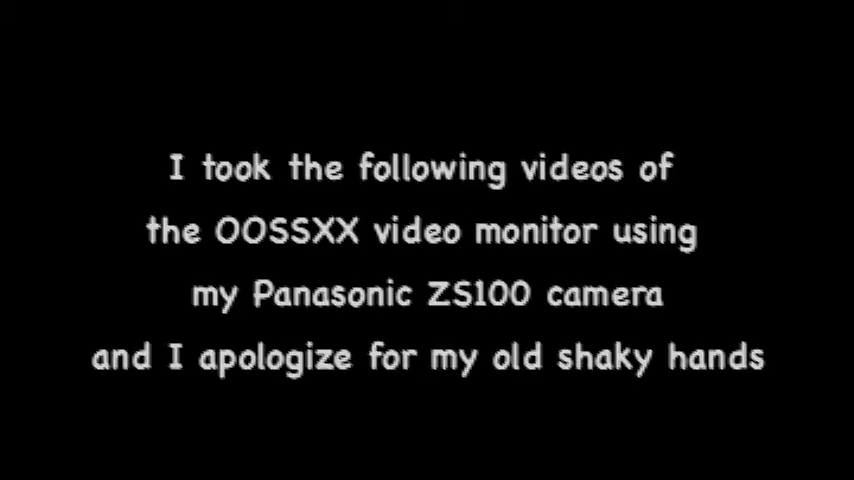 I took the following videos of
the OOSSXX video monitor using
my Panasonic ZS100 camera
and I apologize for my old shaky hands